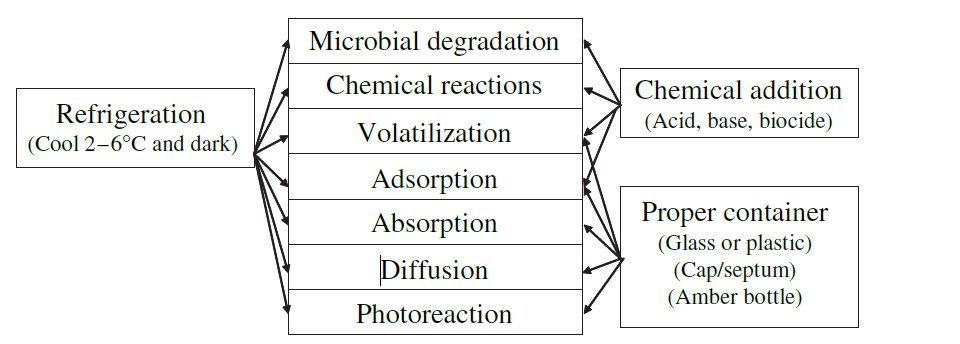 Microbial degradation
Chemical reactions
Volatilization
Adsorption
Absorption
Diffusion
Photoreaction
Refrigeration
(Cool 2–6°C and dark)
Chemical addition
(Acid, base, biocide)
Proper container
(Glass or plastic)
(Cap/septum)
(Amber bottle)